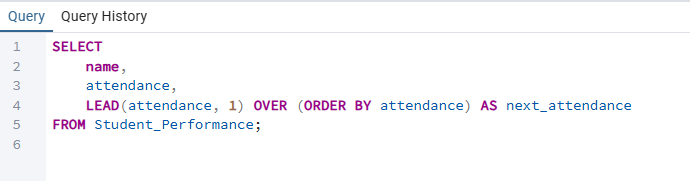 Query Query History
1 SELECT
2 name,
3 attendance,
4 LEAD(attendance, 1) OVER (ORDER BY attendance) AS next_attendance
5 FROM Student_Performance;
6